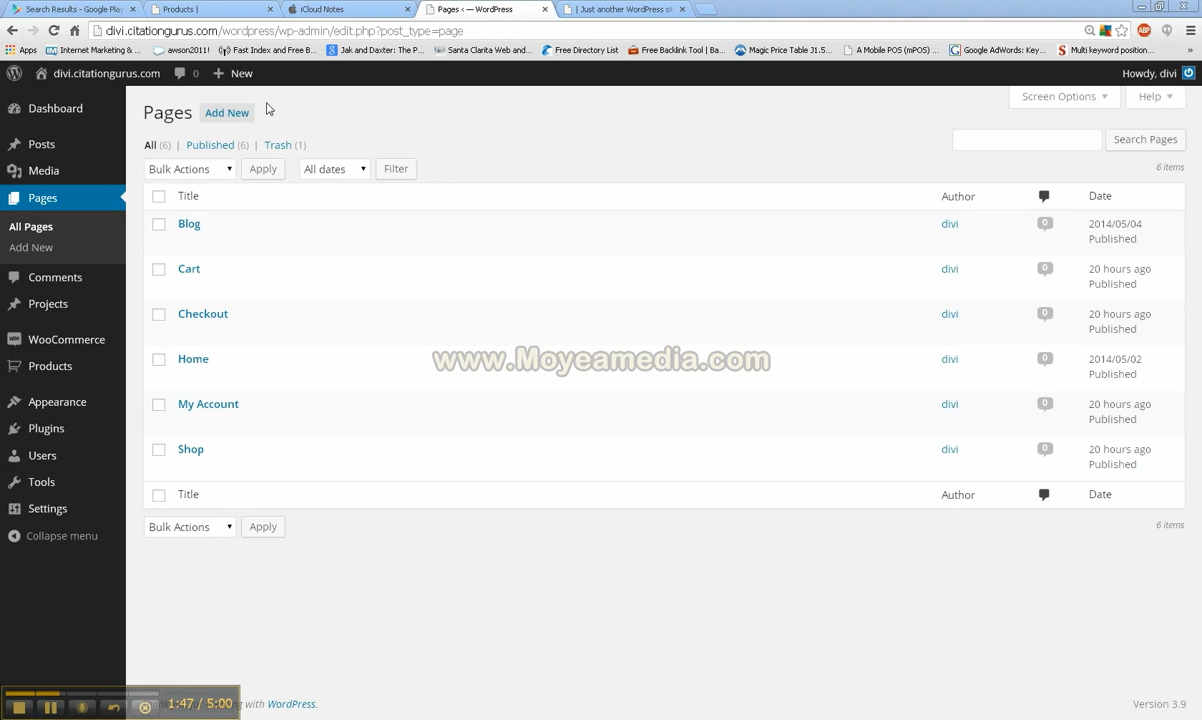 Search Results - Google Play
Products |
iCloud Notes
Pages ‹ — WordPress
| Just another WordPress si
divi.citationgurus.com/wordpress/wp-admin/edit.php?post_type=page
Apps
Internet Marketing & ...
awson2011!
Fast Index and Free B...
Jak and Daxter: The P...
Santa Clarita Web and...
Free Directory List
Free Backlink Tool | Ba...
Magic Price Table J1.5...
A Mobile POS (mPOS) ...
Google AdWords: Key...
Multi keyword position...
»
divi.citationgurus.com
0
+ New
Howdy, divi
Dashboard
Posts
Media
Pages
All Pages
Add New
Comments
Projects
WooCommerce
Products
Appearance
Plugins
Users
Tools
Settings
Collapse menu
Pages
Add New
Screen Options
Help
All (6) | Published (6) | Trash (1)
Search Pages
Bulk Actions
Apply
All dates
Filter
6 items
Title
Author
Date
Blog
divi
0
2014/05/04
Published
Cart
divi
0
20 hours ago
Published
Checkout
divi
0
20 hours ago
Published
Home
divi
0
2014/05/02
Published
www.Moyeamedia.com
My Account
divi
0
20 hours ago
Published
Shop
divi
0
20 hours ago
Published
Title
Author
Date
Bulk Actions
Apply
6 items
1:47 / 5:00
with WordPress.
Version 3.9